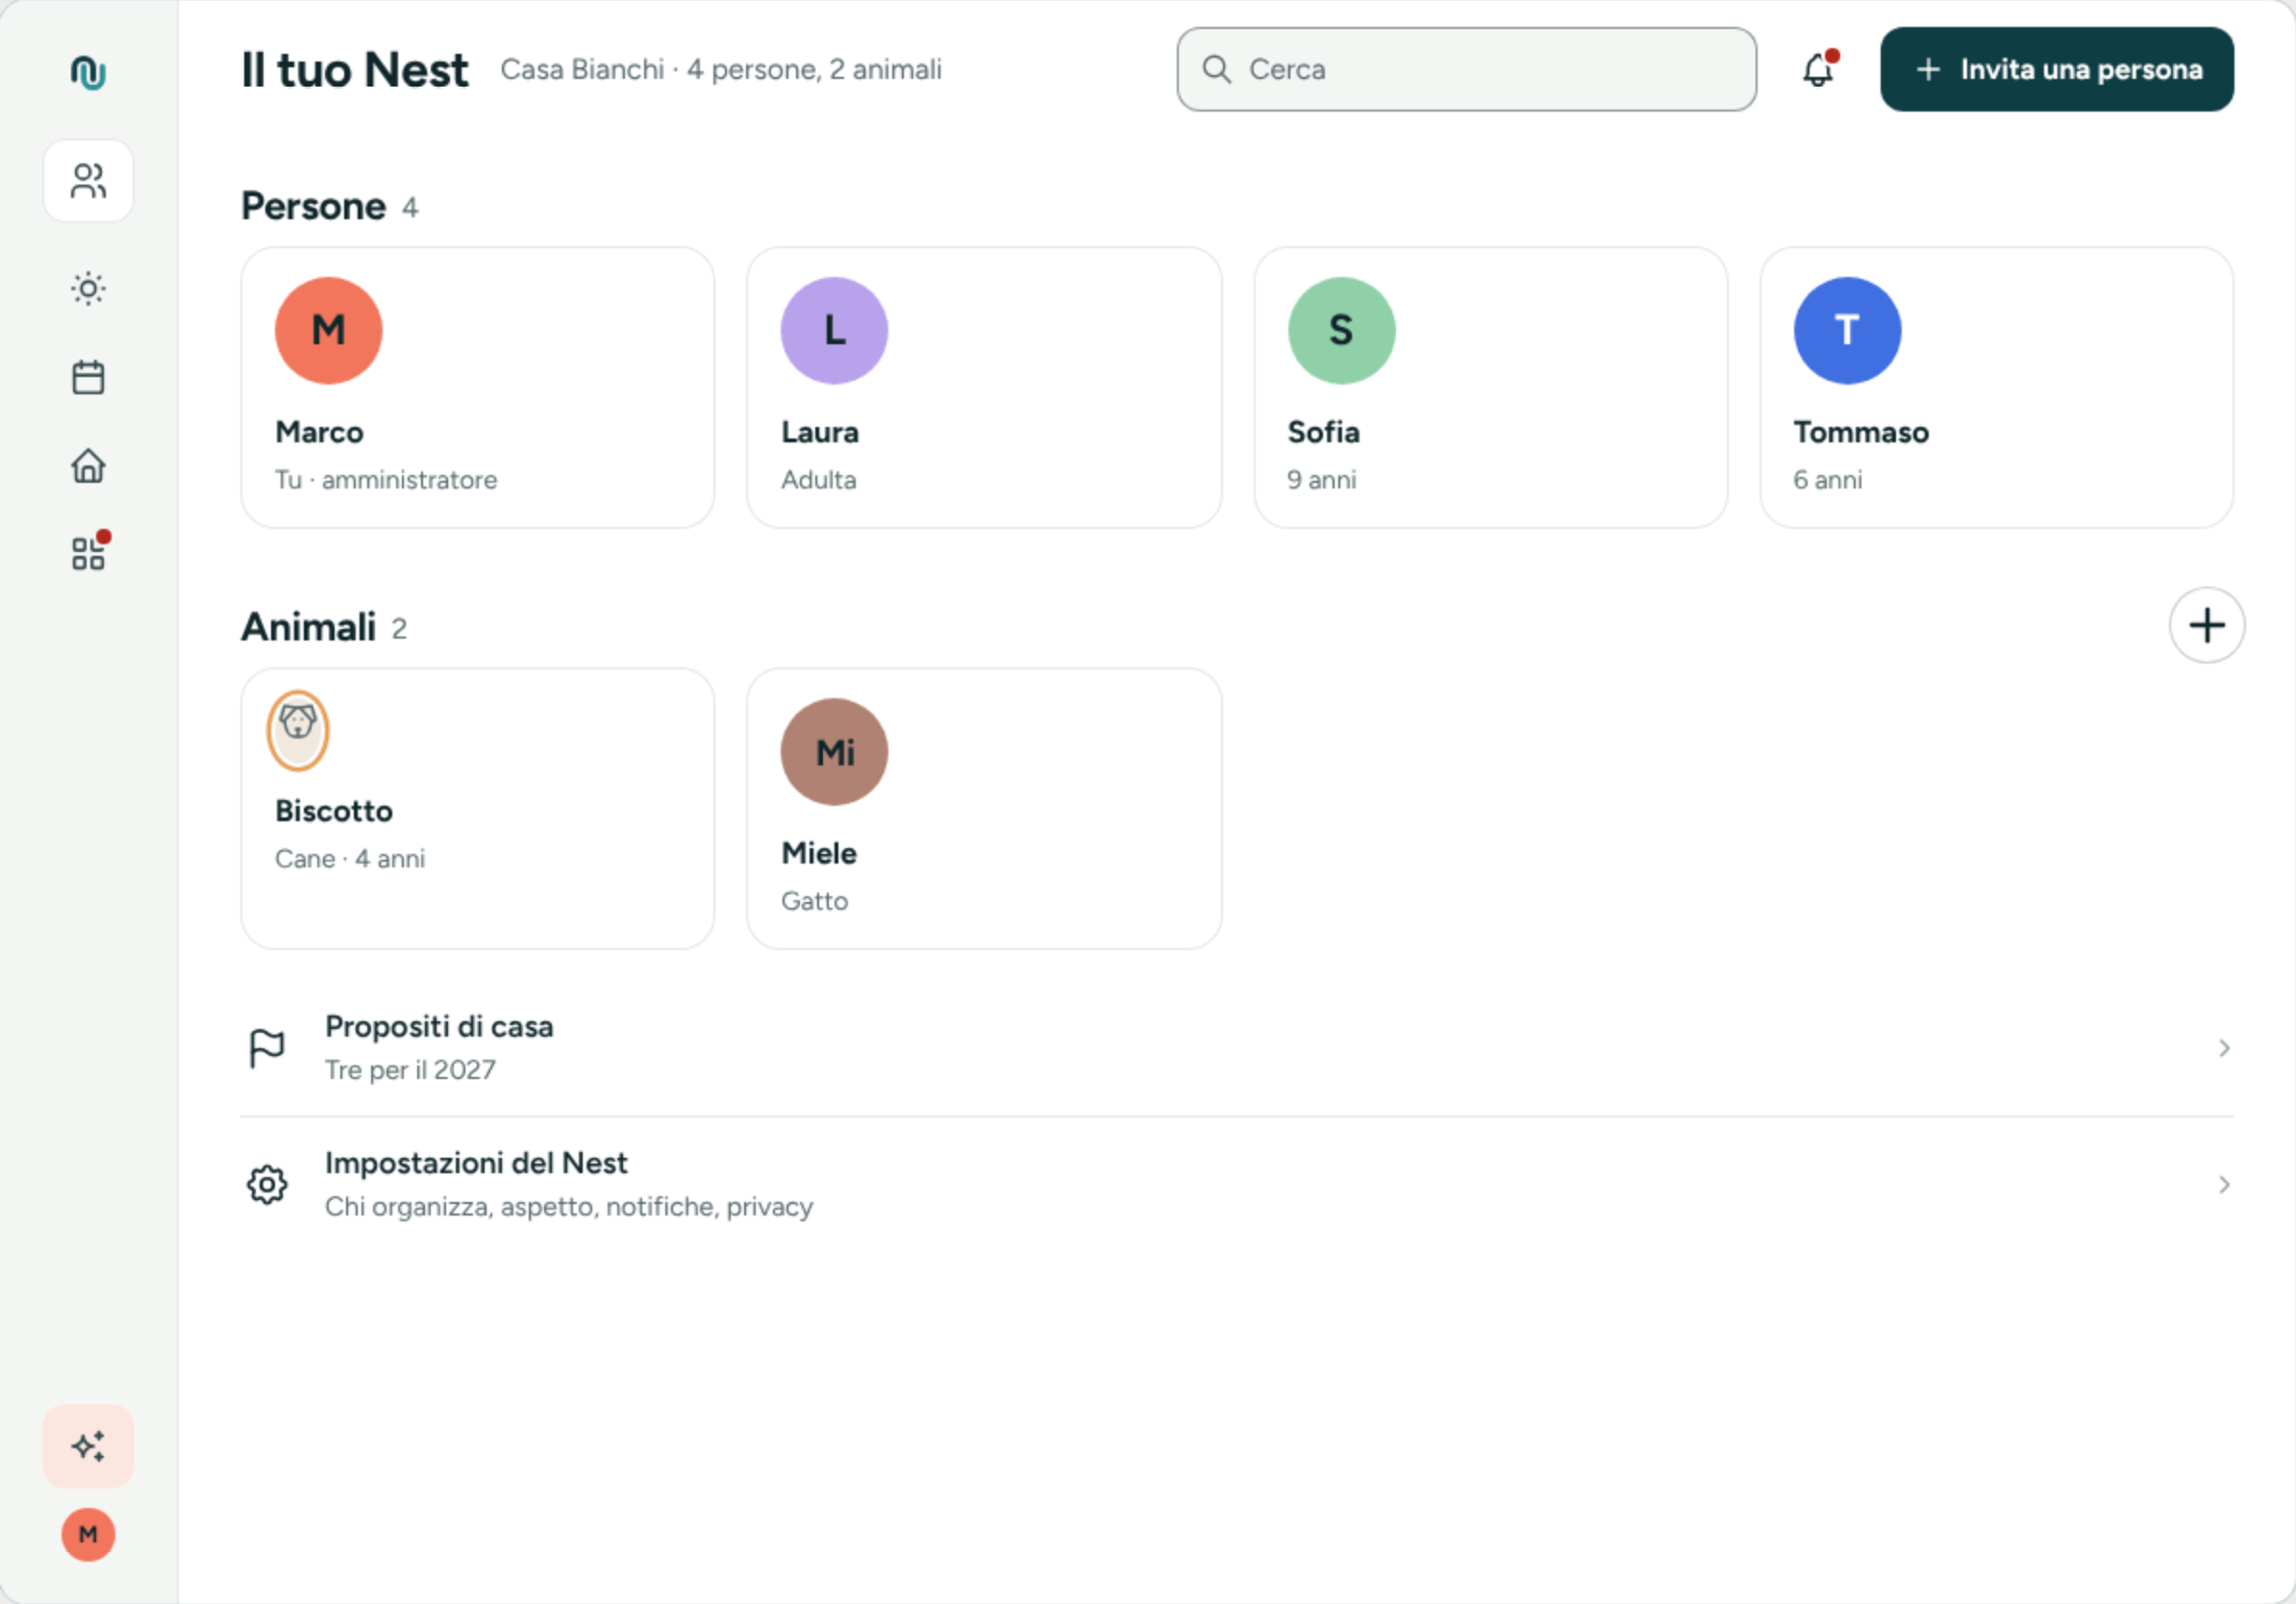 Il tuo Nest
Casa Bianchi · 4 persone, 2 animali
Cerca
Invita una persona
Persone 4
M
Marco
Tu · amministratore
L
Laura
Adulta
S
Sofia
9 anni
T
Tommaso
6 anni
Animali 2
Biscotto
Cane · 4 anni
Mi
Miele
Gatto
Propositi di casa
Tre per il 2027
Impostazioni del Nest
Chi organizza, aspetto, notifiche, privacy
M